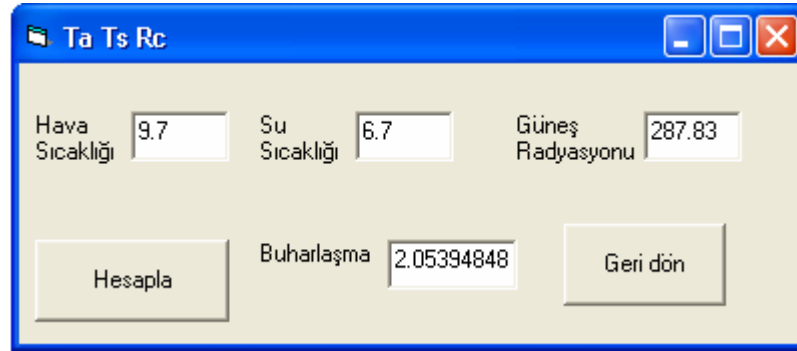 Ta Ts Rc
Hava
Sıcaklığı
9.7
Su
Sıcaklığı
6.7
Güneş
Radyasyonu
287.83
Hesapla
Buharlaşma
2.05394848
Geri dön